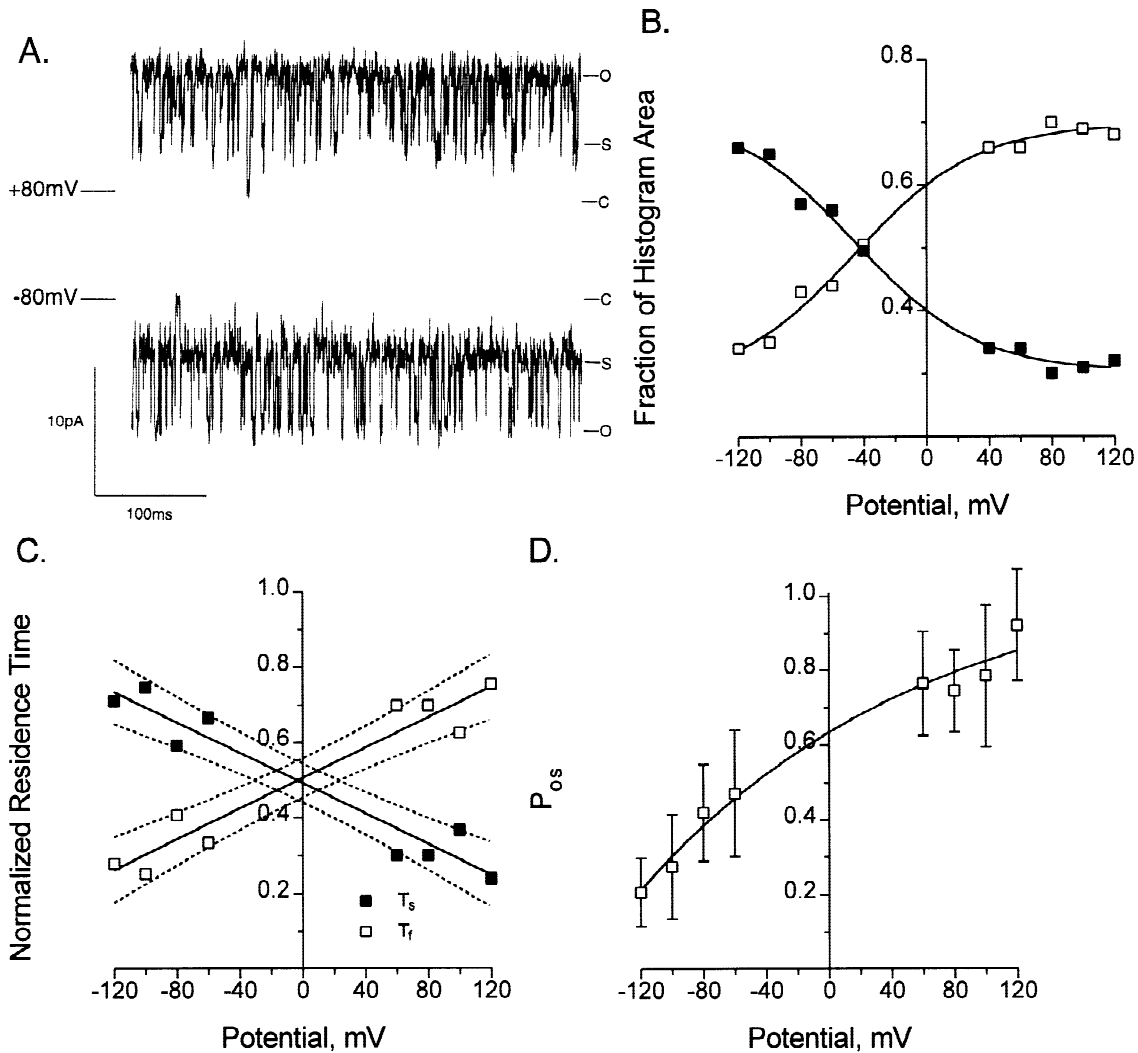 A.
O
S
+80mV
C
-80mV
C
S
10pA
O
100ms
B.
Fraction of Histogram Area
0.8
0.6
0.4
-120 -80 -40 0 40 80 120
Potential, mV
C.
Normalized Residence Time
1.0
0.8
0.6
0.4
0.2
Ts
Tf
-120 -80 -40 0 40 80 120
Potential, mV
D.
Pos
1.0
0.8
0.6
0.4
0.2
-120 -80 -40 0 40 80 120
Potential, mV